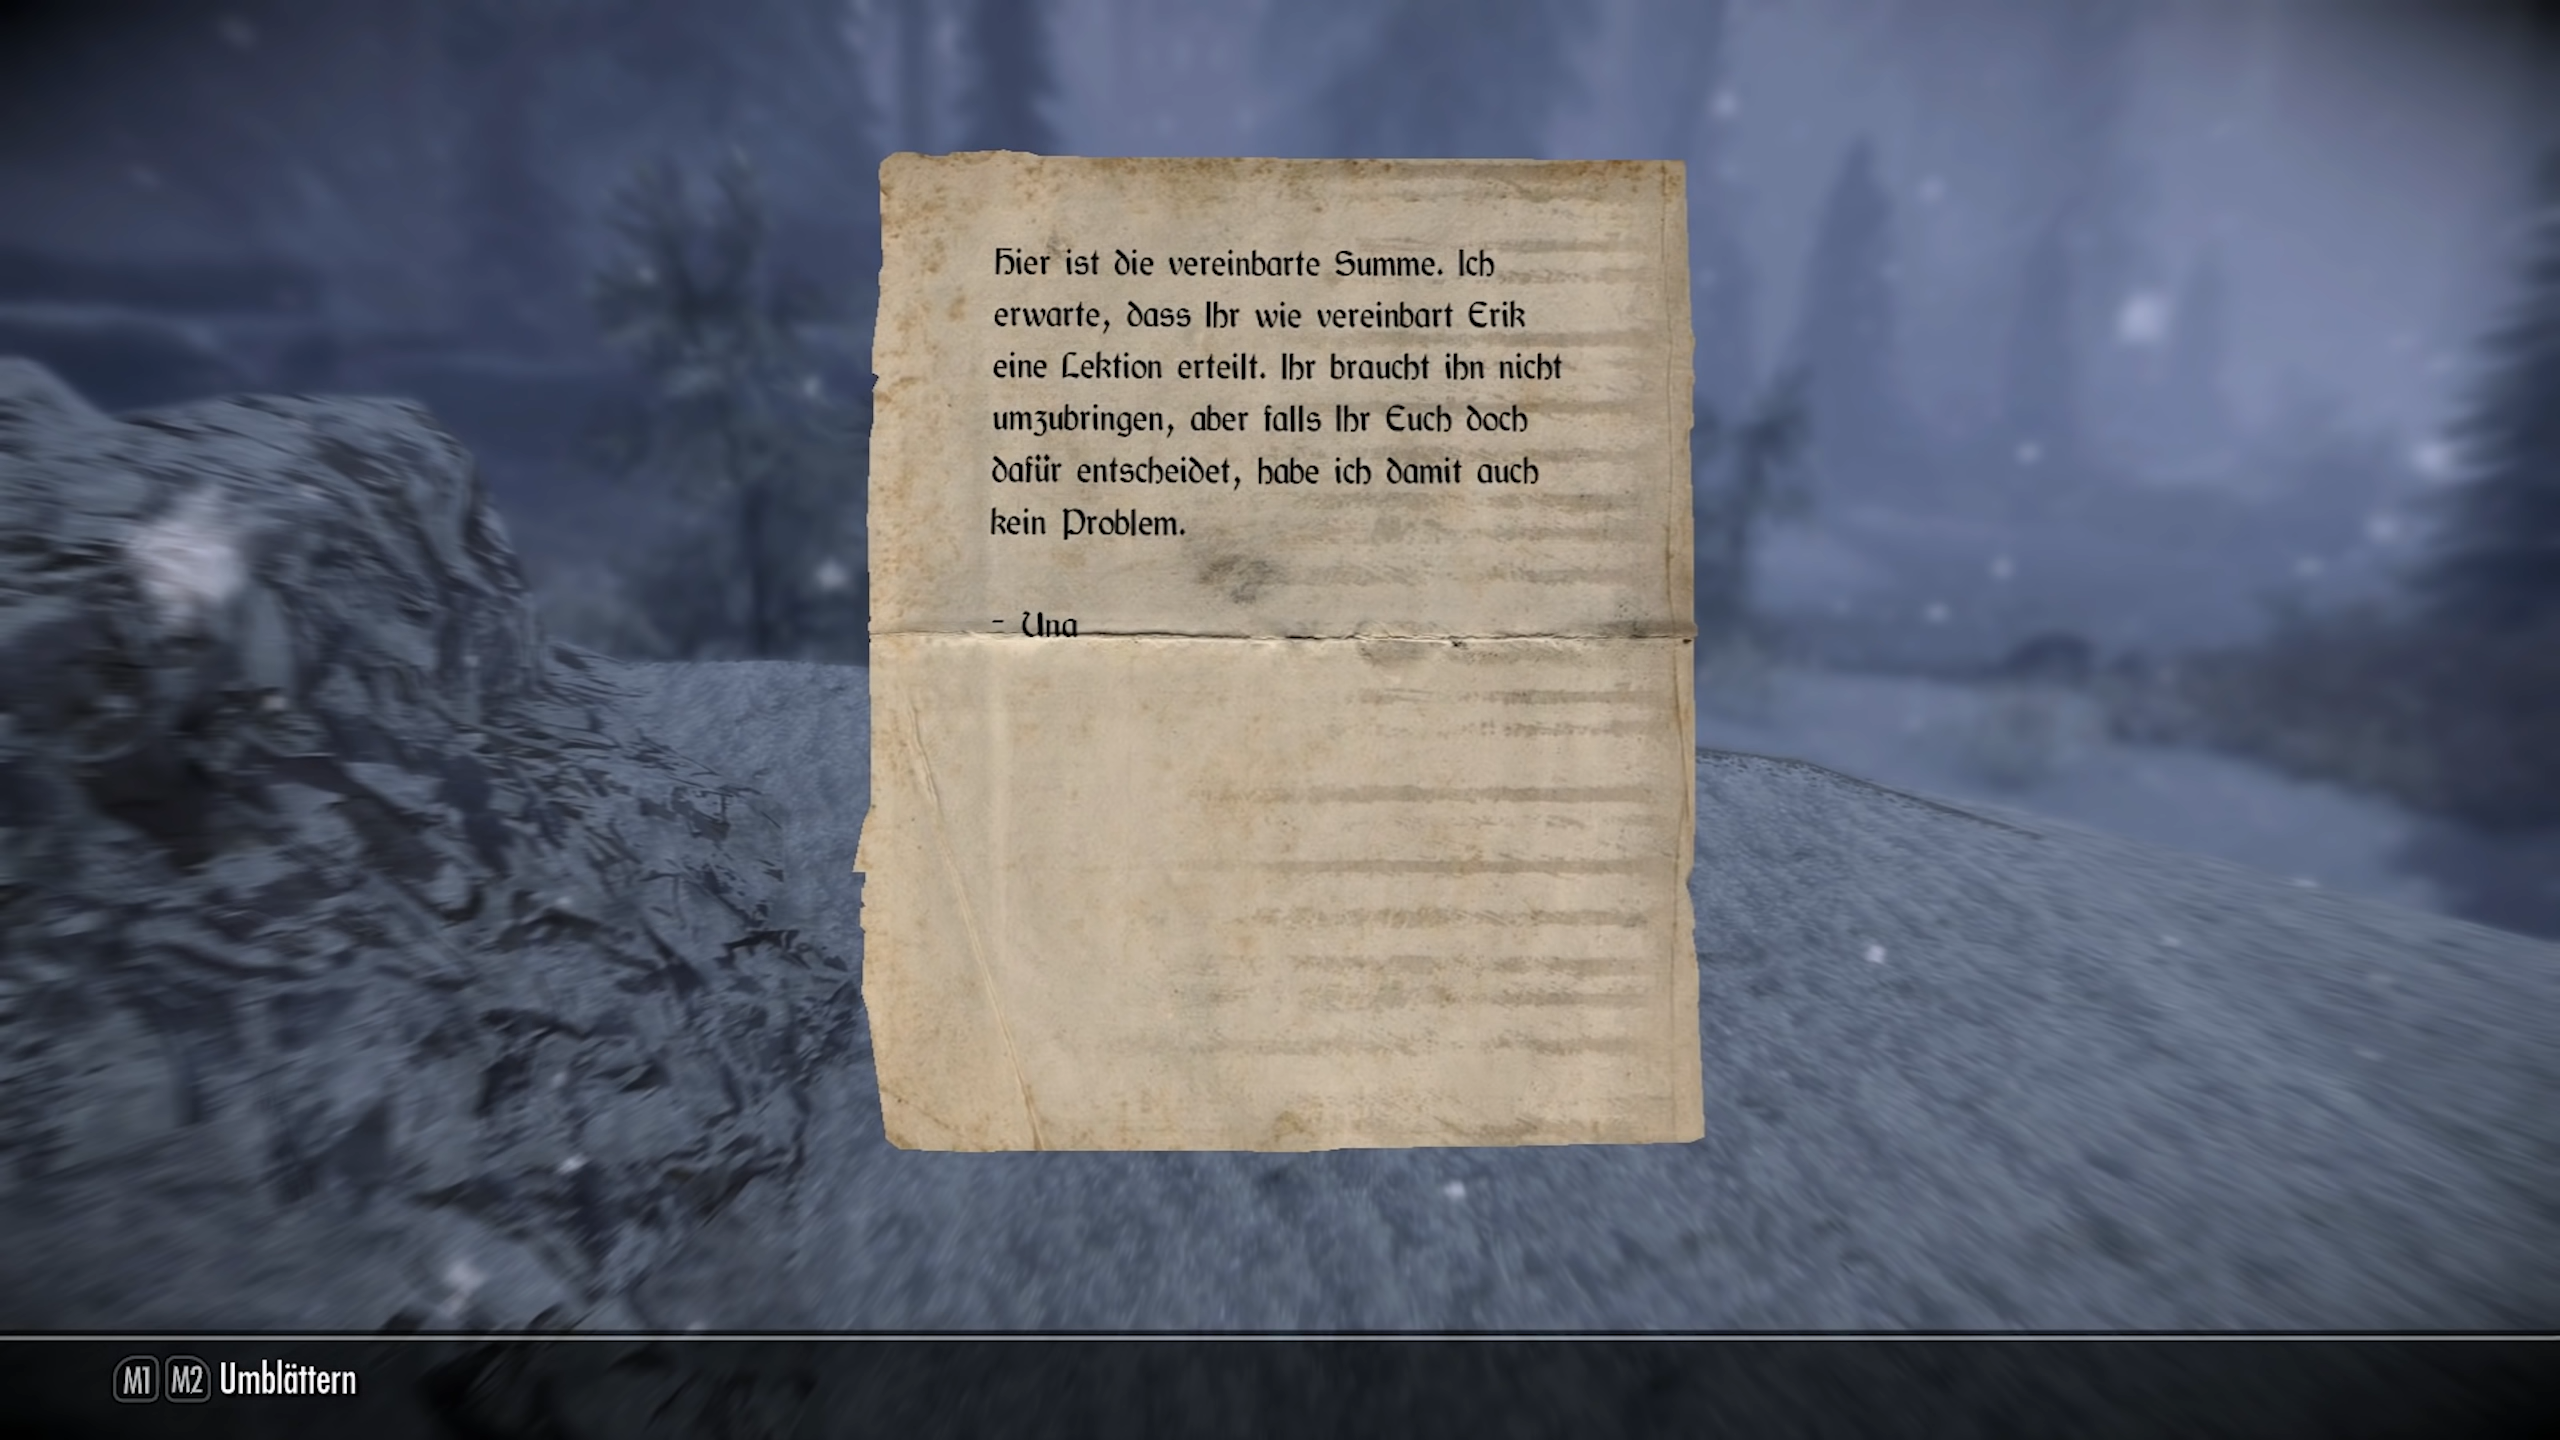 Hier ist die vereinbarte Summe. Ich
erwarte, dass Ihr wie vereinbart Erik
eine Lektion erteilt. Ihr braucht ihn nicht
umzubringen, aber falls Ihr Euch doch
dafür entscheidet, habe ich damit auch
kein Problem.
- Una
M1 M2 Umblättern